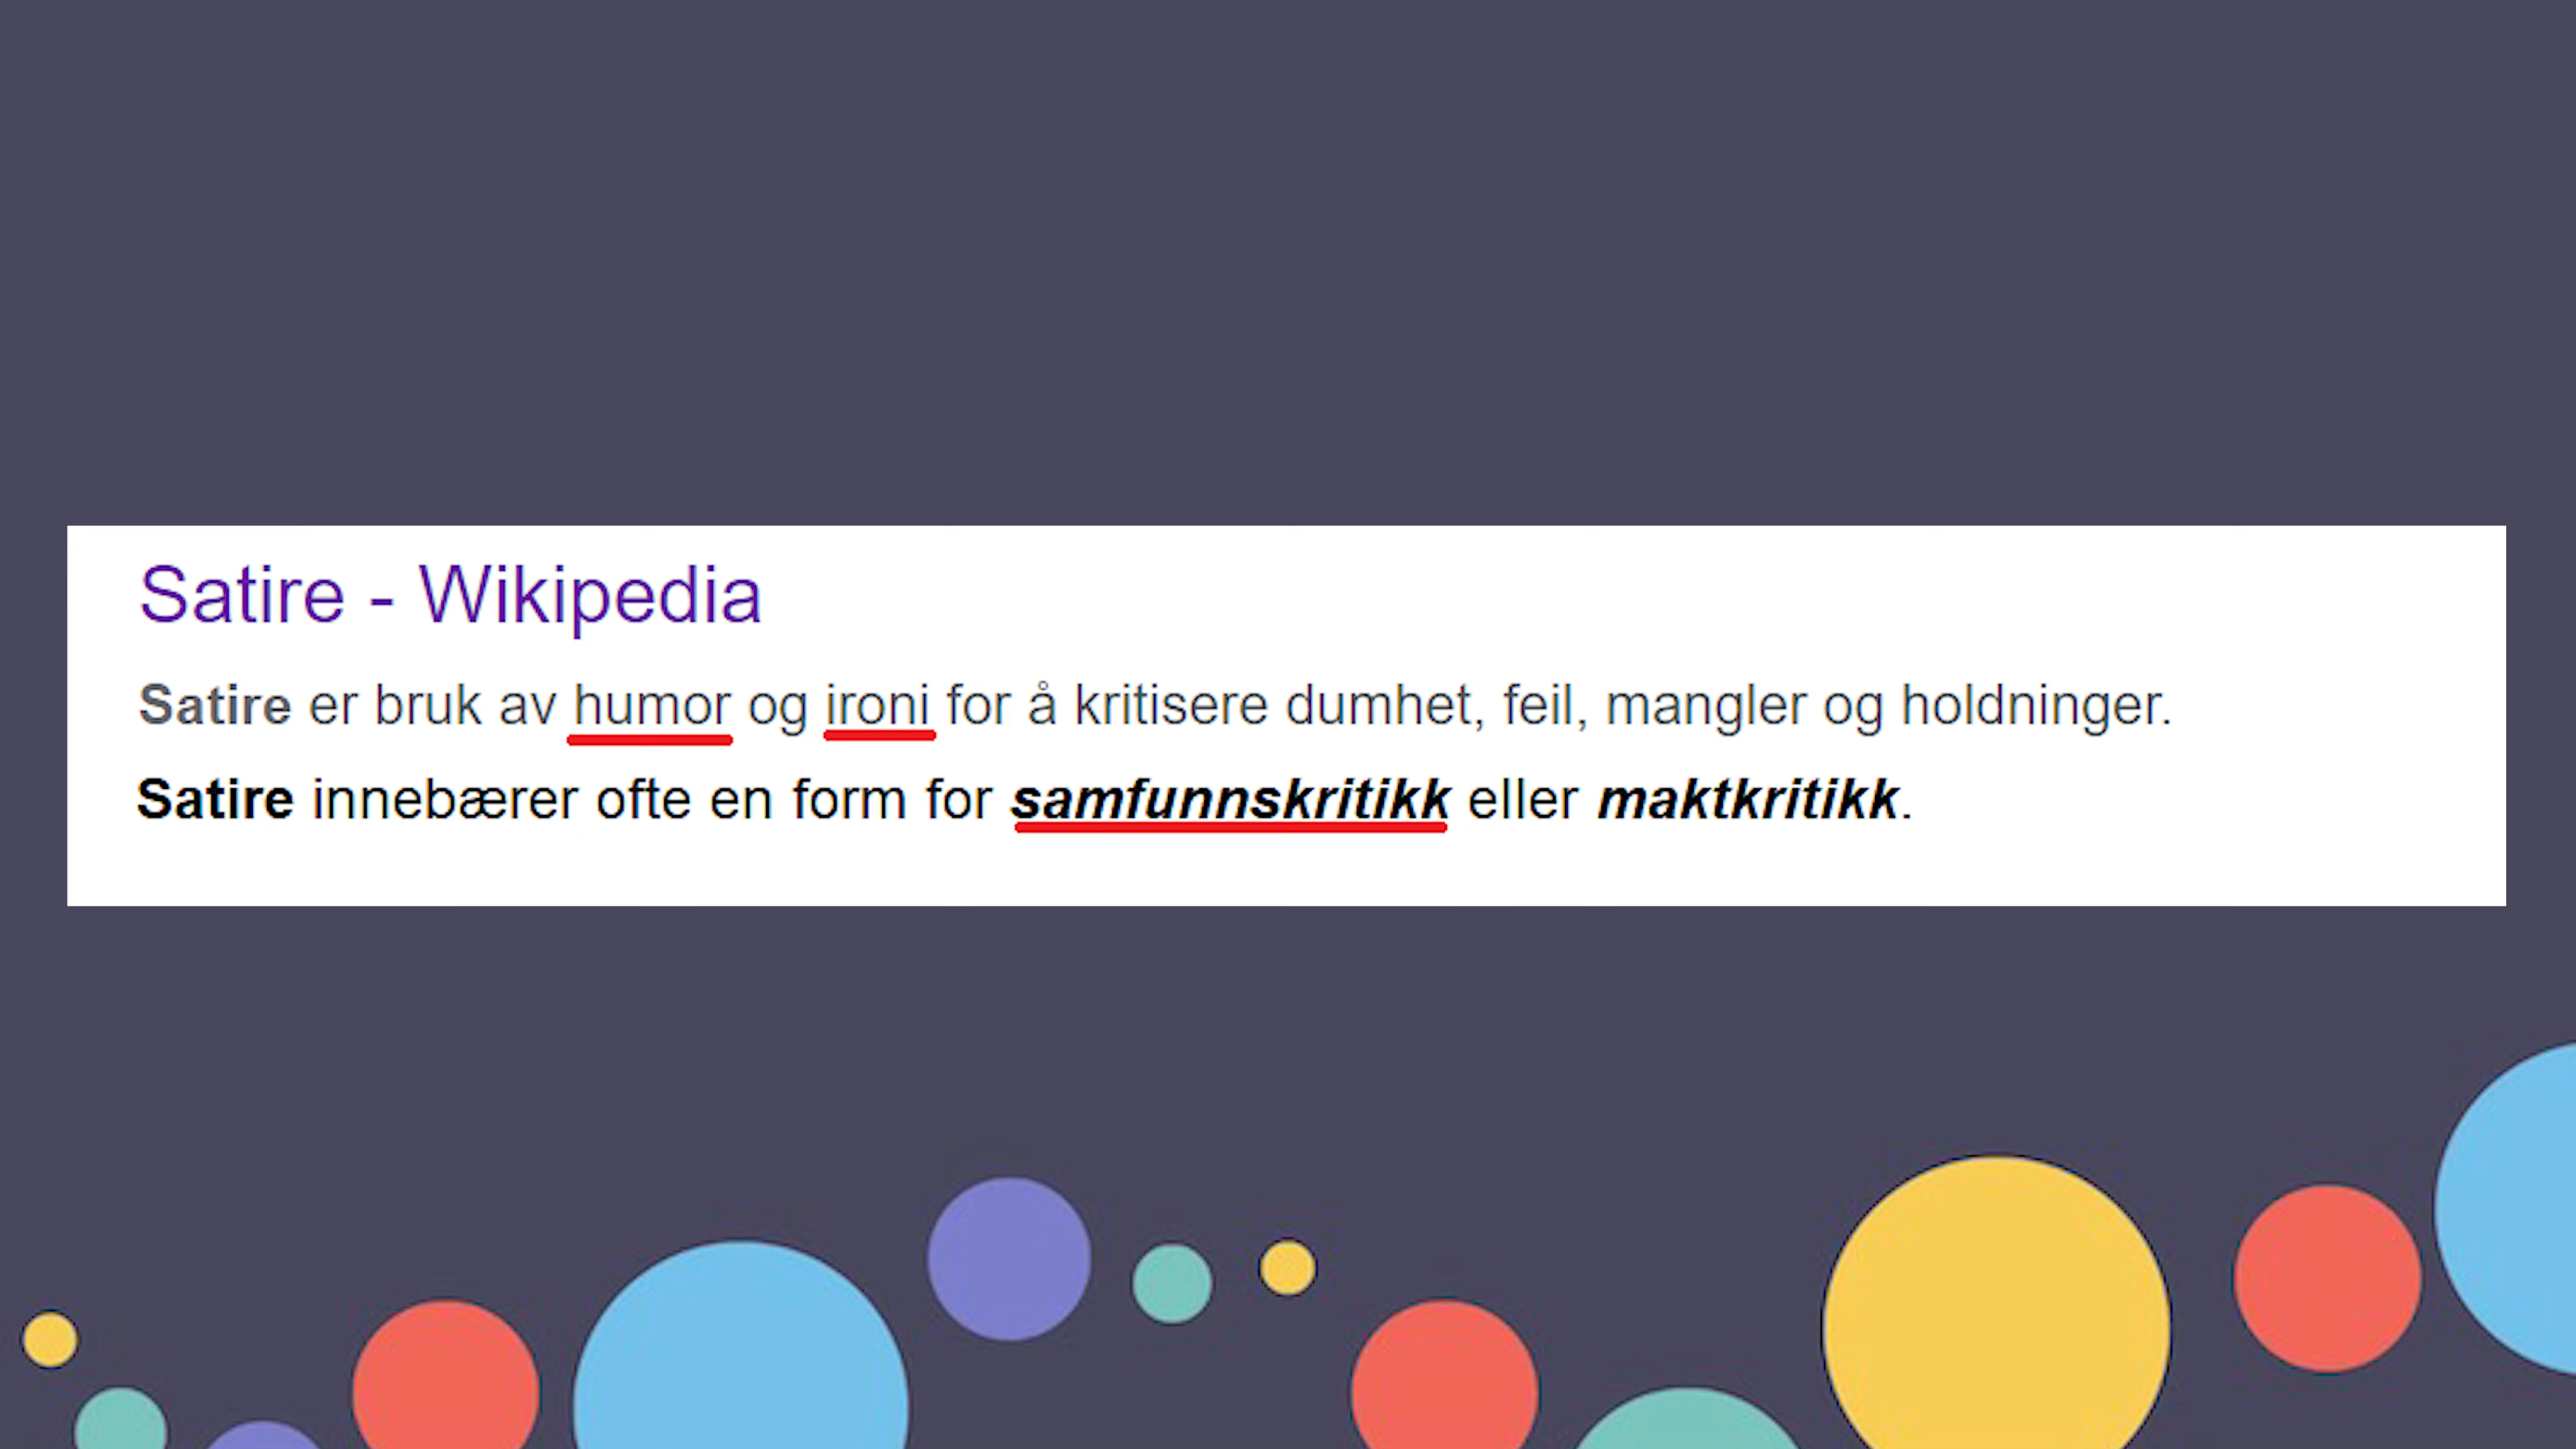 Satire - Wikipedia
Satire er bruk av humor og ironi for å kritisere dumhet, feil, mangler og holdninger.
Satire innebærer ofte en form for samfunnskritikk eller maktkritikk.